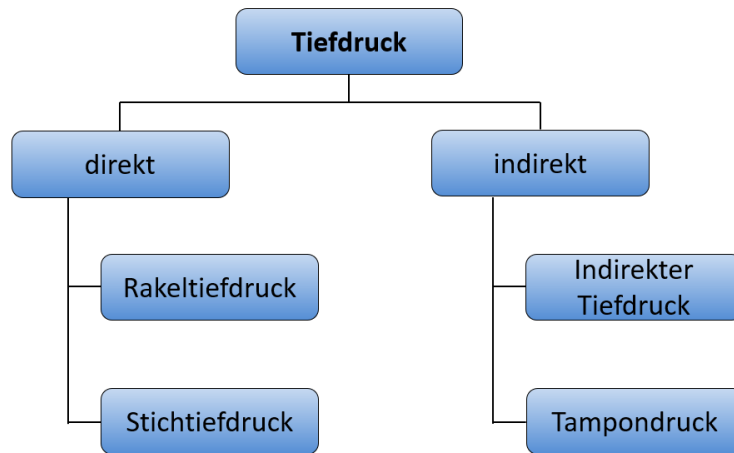 Tiefdruck
direkt
indirekt
Rakeltiefdruck
Indirekter
Tiefdruck
Stichtiefdruck
Tampondruck